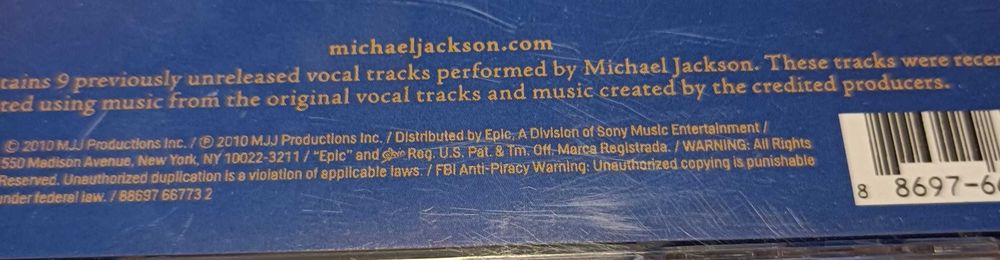 michaeljackson.com
tains 9 previously unreleased vocal tracks performed by Michael Jackson. These tracks were recen
ted using music from the original vocal tracks and music created by the credited producers.
© 2010 MJJ Productions Inc. / ℗ 2010 MJJ Productions Inc. / Distributed by Epic, A Division of Sony Music Entertainment /
550 Madison Avenue, New York, NY 10022-3211 / "Epic" and Epic Reg. U.S. Pat. & Tm. Off. Marca Registrada. / WARNING: All Rights
Reserved. Unauthorized duplication is a violation of applicable laws. / FBI Anti-Piracy Warning: Unauthorized copying is punishable
under federal law. / 88697 66773 2
8 8697-66